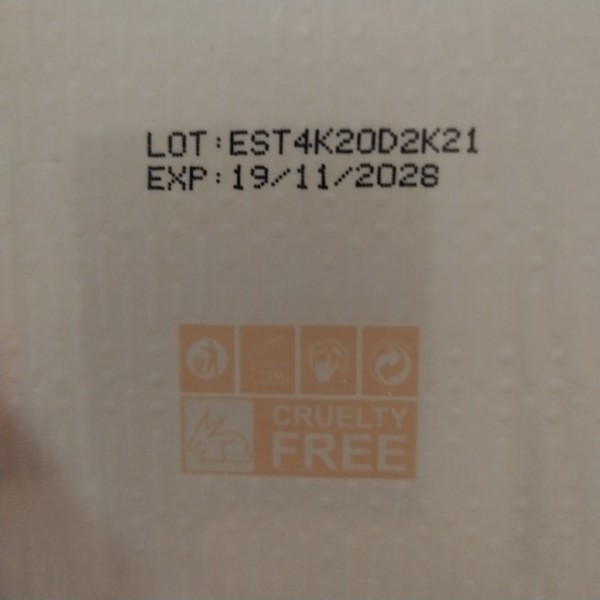 LOT:EST4K20D2K21
EXP:19/11/2028
CRUELTY
FREE